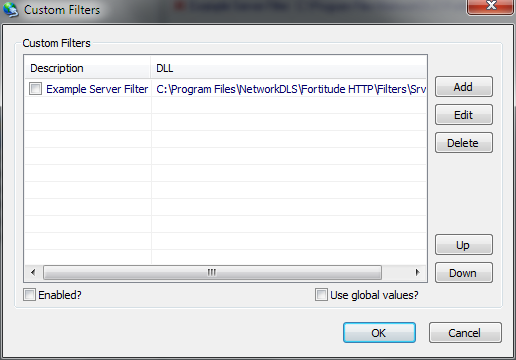 Custom Filters
Custom Filters
Description DLL
Example Server Filter C:\Program Files\NetworkDLS\Fortitude HTTP\Filters\Srv
Add
Edit
Delete
Up
Down
Enabled? Use global values?
OK Cancel